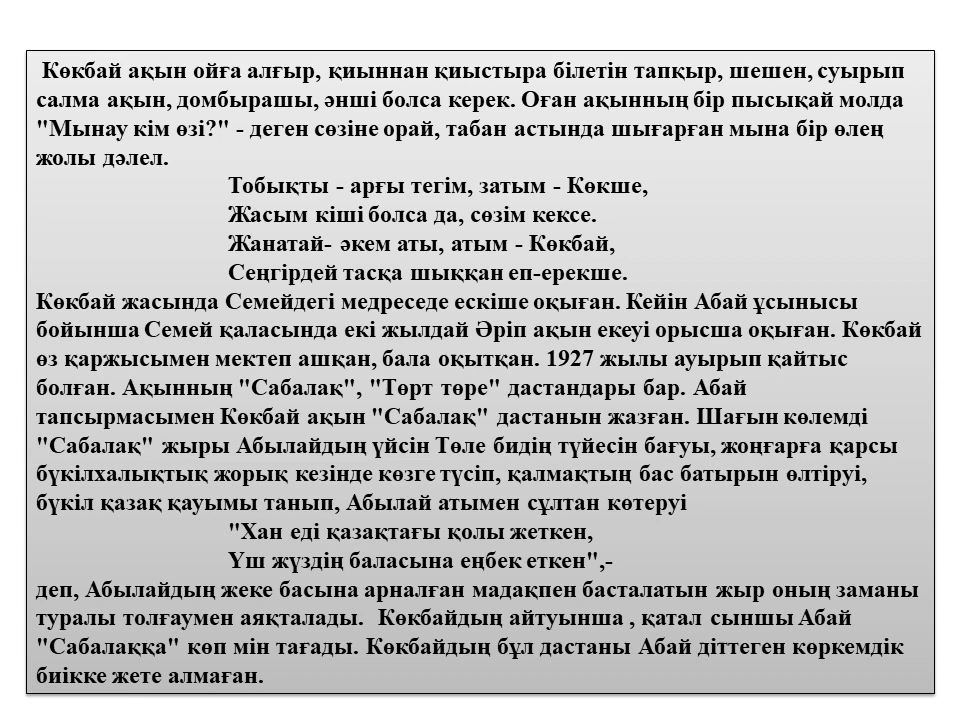 Көкбай ақын ойға алғыр, қиыннан қиыстыра білетін тапқыр, шешен, суырып
салма ақын, домбырашы, әнші болса керек. Оған ақынның бір пысықай молда
"Мынау кім өзі?" - деген сөзіне орай, табан астында шығарған мына бір өлең
жолы дәлел.
Тобықты - арғы тегім, затым - Көкше,
Жасым кіші болса да, сөзім кексе.
Жанатай- әкем аты, атым - Көкбай,
Сеңгірдей тасқа шыққан еп-ерекше.
Көкбай жасында Семейдегі медреседе ескіше оқыған. Кейін Абай ұсынысы
бойынша Семей қаласында екі жылдай Әріп ақын екеуі орысша оқыған. Көкбай
өз қаржысымен мектеп ашқан, бала оқытқан. 1927 жылы ауырып қайтыс
болған. Ақынның "Сабалақ", "Төрт төре" дастандары бар. Абай
тапсырмасымен Көкбай ақын "Сабалақ" дастанын жазған. Шағын көлемді
"Сабалақ" жыры Абылайдың үйсін Төле бидің түйесін бағуы, жоңғарға қарсы
бүкілхалықтық жорық кезінде көзге түсіп, қалмақтың бас батырын өлтіруі,
бүкіл қазақ қауымы танып, Абылай атымен сұлтан көтеруі
"Хан еді қазақтағы қолы жеткен,
Үш жүздің баласына еңбек еткен",-
деп, Абылайдың жеке басына арналған мадақпен басталатын жыр оның заманы
туралы толғаумен аяқталады. Көкбайдың айтуынша , қатал сыншы Абай
"Сабалаққа" көп мін тағады. Көкбайдың бұл дастаны Абай діттеген көркемдік
биікке жете алмаған.